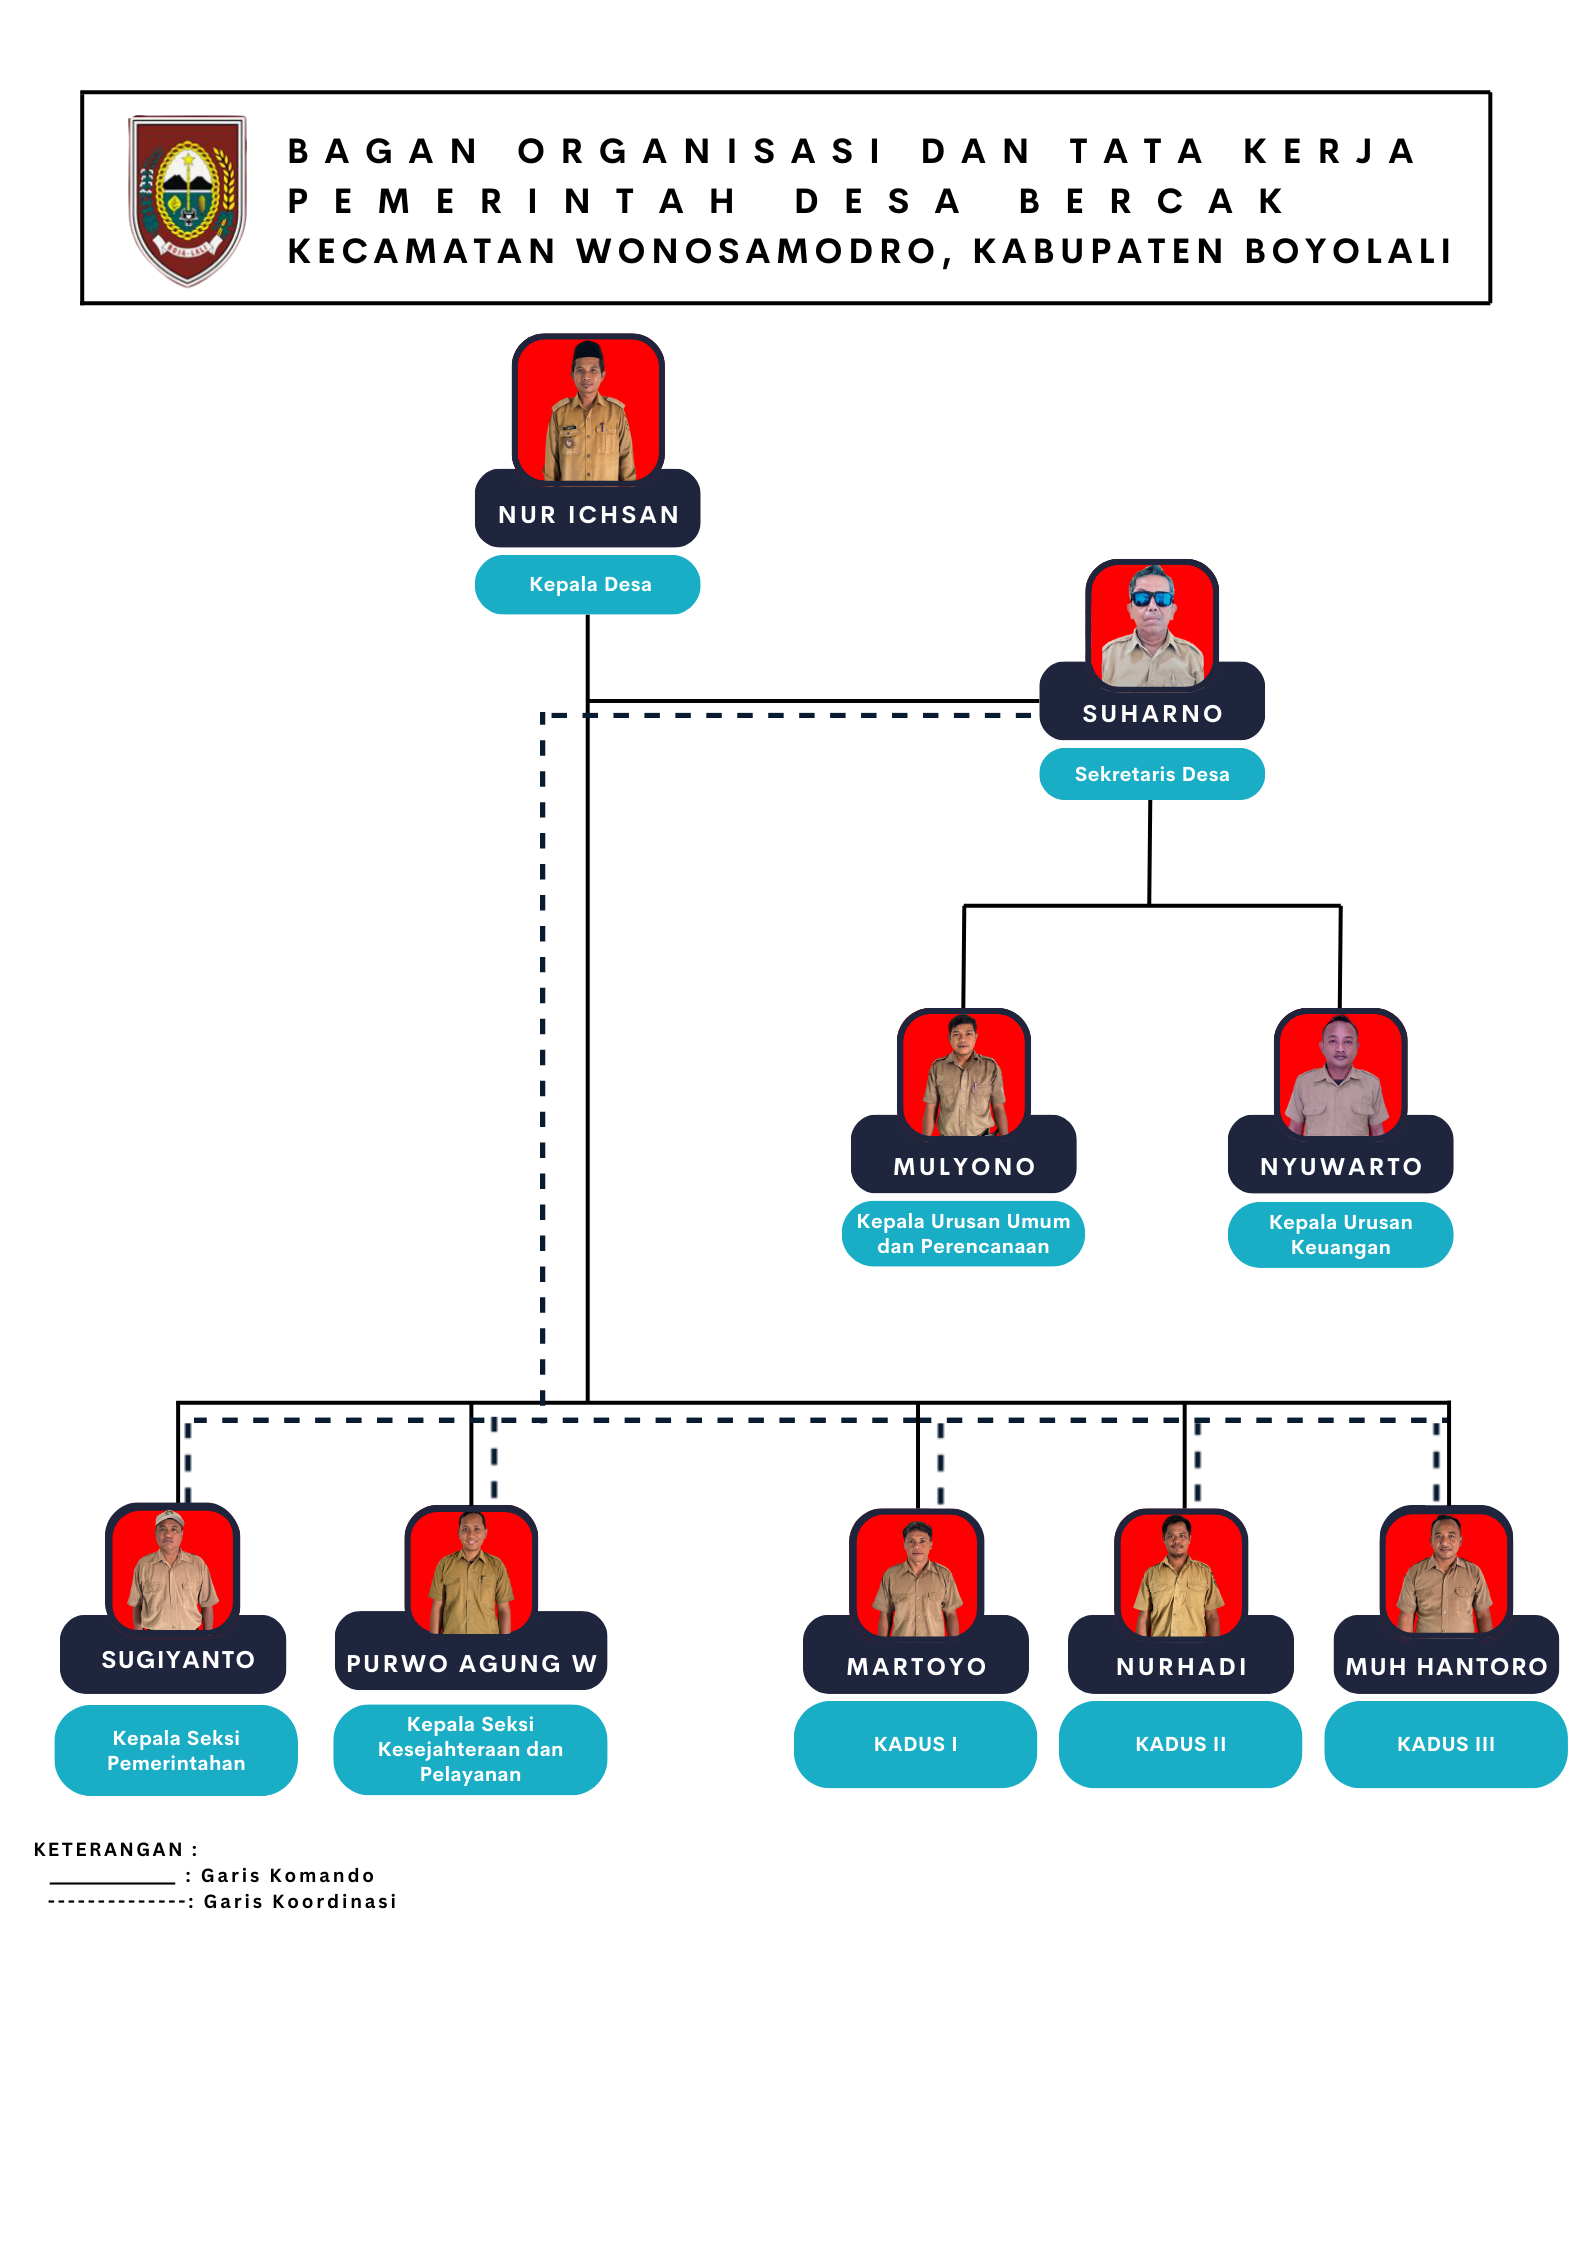 BAGAN ORGANISASI DAN TATA KERJA
PEMERINTAH DESA BERCAK
KECAMATAN WONOSAMODRO, KABUPATEN BOYOLALI
NUR ICHSAN
Kepala Desa
SUHARNO
Sekretaris Desa
MULYONO
Kepala Urusan Umum
dan Perencanaan
NYUWARTO
Kepala Urusan
Keuangan
SUGIYANTO
Kepala Seksi
Pemerintahan
PURWO AGUNG W
Kepala Seksi
Kesejahteraan dan
Pelayanan
MARTOYO
KADUS I
NURHADI
KADUS II
MUH HANTORO
KADUS III
KETERANGAN :
: Garis Komando
--------------: Garis Koordinasi